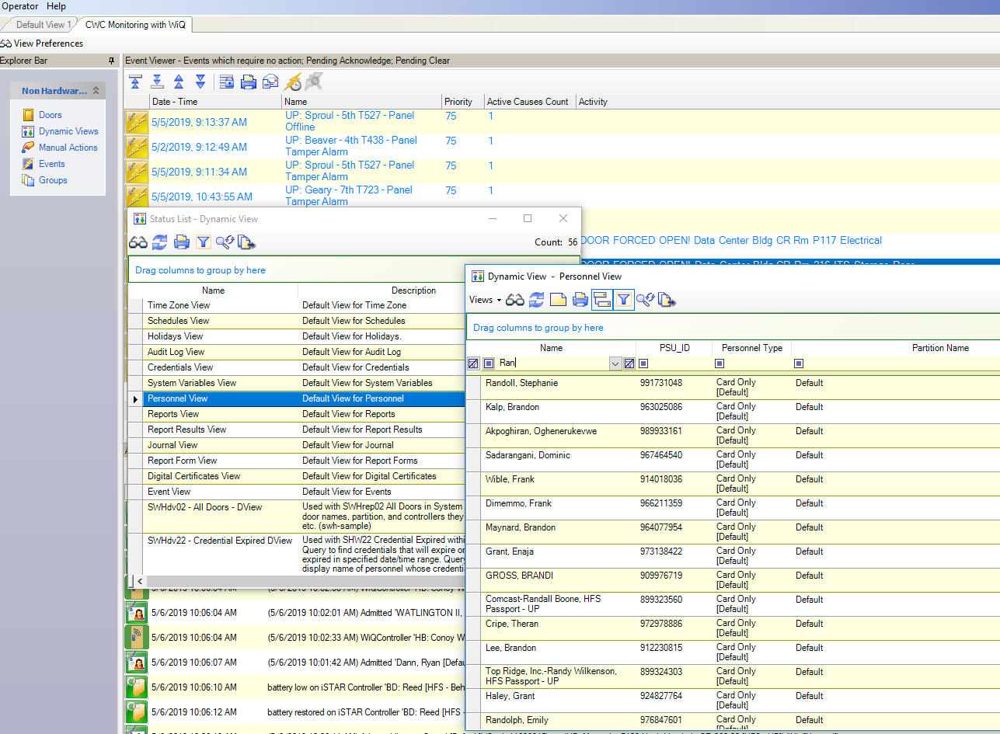 Operator Help
Default View 1 CWC Monitoring with WiQ
View Preferences
Explorer Bar
Event Viewer - Events which require no action; Pending Acknowledge; Pending Clear
Non Hardwar...
Doors
Dynamic Views
Manual Actions
Events
Groups
Date - Time Name Priority Active Causes Count Activity
5/5/2019, 9:13:37 AM UP: Sproul - 5th T527 - Panel Offline 75 1
5/2/2019, 9:12:49 AM UP: Beaver - 4th T438 - Panel Tamper Alarm 75 1
5/5/2019, 9:11:34 AM UP: Sproul - 5th T527 - Panel Tamper Alarm 75 1
5/5/2019, 10:43:55 AM UP: Geary - 7th T723 - Panel Tamper Alarm 75 1
DOOR FORCED OPEN! Data Center Bldg CR Rm P117 Electrical
Status List - Dynamic View
Count: 56
Drag columns to group by here
Name Description
Time Zone View Default View for Time Zone
Schedules View Default View for Schedules
Holidays View Default View for Holidays.
Audit Log View Default View for Audit Log
Credentials View Default View for Credentials
System Variables View Default View for System Variables
Personnel View Default View for Personnel
Reports View Default View for Reports
Report Results View Default View for Report Results
Journal View Default View for Journal
Report Form View Default View for Report Forms
Digital Certificates View Default View for Digital Certificates
Event View Default View for Events
SWHdv02 - All Doors - DView Used with SWHrep02 All Doors in System
door names, partition, and controllers they
etc. (swh-sample)
SWHdv22 - Credential Expired DView Used with SHW22 Credential Expired withi
Query to find credentials that will expire or
expired in specified date/time range. Query
display name of personnel whose credenti
Dynamic View - Personnel View
Views
Drag columns to group by here
Name PSU_ID Personnel Type Partition Name
Ran
Randoll, Stephanie 991731048 Card Only [Default] Default
Kalp, Brandon 963025086 Card Only [Default] Default
Akpoghiran, Oghenerukevwe 989933161 Card Only [Default] Default
Sadarangani, Dominic 967464540 Card Only [Default] Default
Wible, Frank 914018036 Card Only [Default] Default
Dimemmo, Frank 966211359 Card Only [Default] Default
Maynard, Brandon 964077954 Card Only [Default] Default
Grant, Enaja 973138422 Card Only [Default] Default
GROSS, BRANDI 909976719 Card Only [Default] Default
Comcast-Randall Boone, HFS Passport - UP 899323560 Card Only [Default] Default
Cripe, Theran 972978886 Card Only [Default] Default
Lee, Brandon 912230815 Card Only [Default] Default
Top Ridge, Inc.-Randy Wilkenson, HFS Passport - UP 899324303 Card Only [Default] Default
Haley, Grant 924827764 Card Only [Default] Default
Randolph, Emily 976847601 Card Only Default
5/6/2019 10:06:04 AM (5/6/2019 10:02:01 AM) Admitted 'WATLINGTON II,
5/6/2019 10:06:04 AM (5/6/2019 10:02:33 AM) WiQController 'HB: Conoy W
5/6/2019 10:06:07 AM (5/6/2019 10:01:42 AM) Admitted 'Dann, Ryan [Defau
5/6/2019 10:06:10 AM battery low on iSTAR Controller 'BD: Reed [HFS - Beh
5/6/2019 10:06:12 AM battery restored on iSTAR Controller 'BD: Reed [HFS -